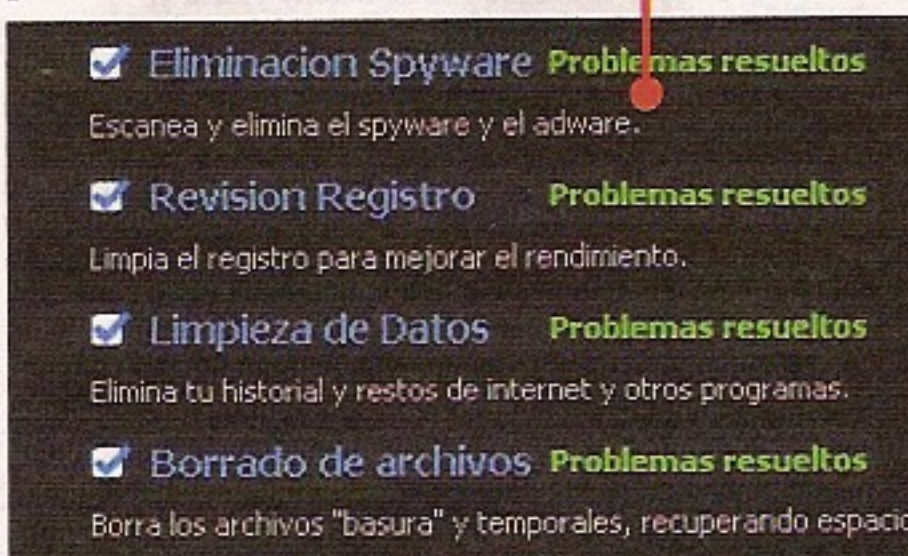 Eliminacion Spyware Problemas resueltos
Escanea y elimina el spyware y el adware.
Revision Registro Problemas resueltos
Limpia el registro para mejorar el rendimiento.
Limpieza de Datos Problemas resueltos
Elimina tu historial y restos de internet y otros programas.
Borrado de archivos Problemas resueltos
Borra los archivos "basura" y temporales, recuperando espacio